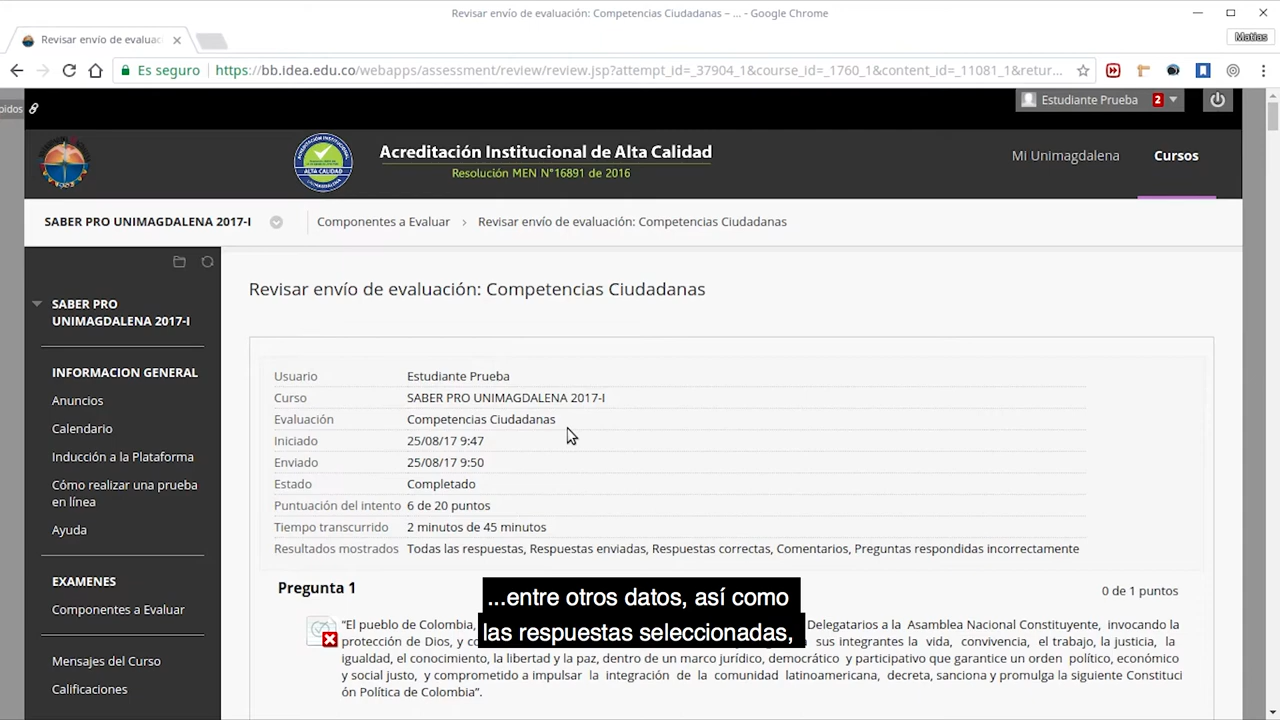 Revisar envío de evaluación: Competencias Ciudadanas – ... - Google Chrome
Revisar envío de evaluac
Matias
Es seguro
https://bb.idea.edu.co/webapps/assessment/review/review.jsp?attempt_id=_37904_1&course_id=_1760_1&content_id=_11081_1&retur...
pidos
Estudiante Prueba 2
ALTA CALIDAD
Acreditación Institucional de Alta Calidad
Resolución MEN N°16891 de 2016
Mi Unimagdalena
Cursos
SABER PRO UNIMAGDALENA 2017-I
Componentes a Evaluar › Revisar envío de evaluación: Competencias Ciudadanas
SABER PRO
UNIMAGDALENA 2017-I
INFORMACION GENERAL
Anuncios
Calendario
Inducción a la Plataforma
Cómo realizar una prueba
en línea
Ayuda
EXAMENES
Componentes a Evaluar
Mensajes del Curso
Calificaciones
Revisar envío de evaluación: Competencias Ciudadanas
Usuario Estudiante Prueba
Curso SABER PRO UNIMAGDALENA 2017-I
Evaluación Competencias Ciudadanas
Iniciado 25/08/17 9:47
Enviado 25/08/17 9:50
Estado Completado
Puntuación del intento 6 de 20 puntos
Tiempo transcurrido 2 minutos de 45 minutos
Resultados mostrados Todas las respuestas, Respuestas enviadas, Respuestas correctas, Comentarios, Preguntas respondidas incorrectamente
Pregunta 1
0 de 1 puntos
...entre otros datos, así como
las respuestas seleccionadas,
“El pueblo de Colombia, Delegatarios a la Asamblea Nacional Constituyente, invocando la
protección de Dios, y sus integrantes la vida, convivencia, el trabajo, la justicia, la
igualdad, el conocimiento, la libertad y la paz, dentro de un marco jurídico, democrático y participativo que garantice un orden político, económico
y social justo, y comprometido a impulsar la integración de la comunidad latinoamericana, decreta, sanciona y promulga la siguiente Constituci
ón Política de Colombia”.